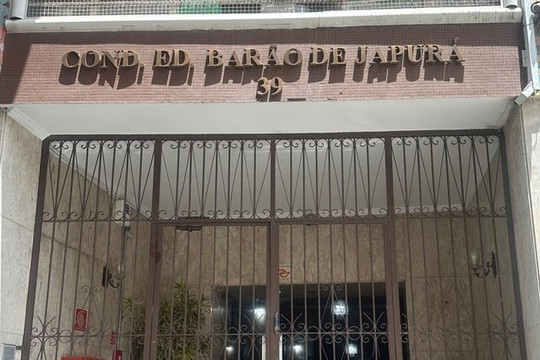 COND. ED. BARÃO DE JAPURÁ
39